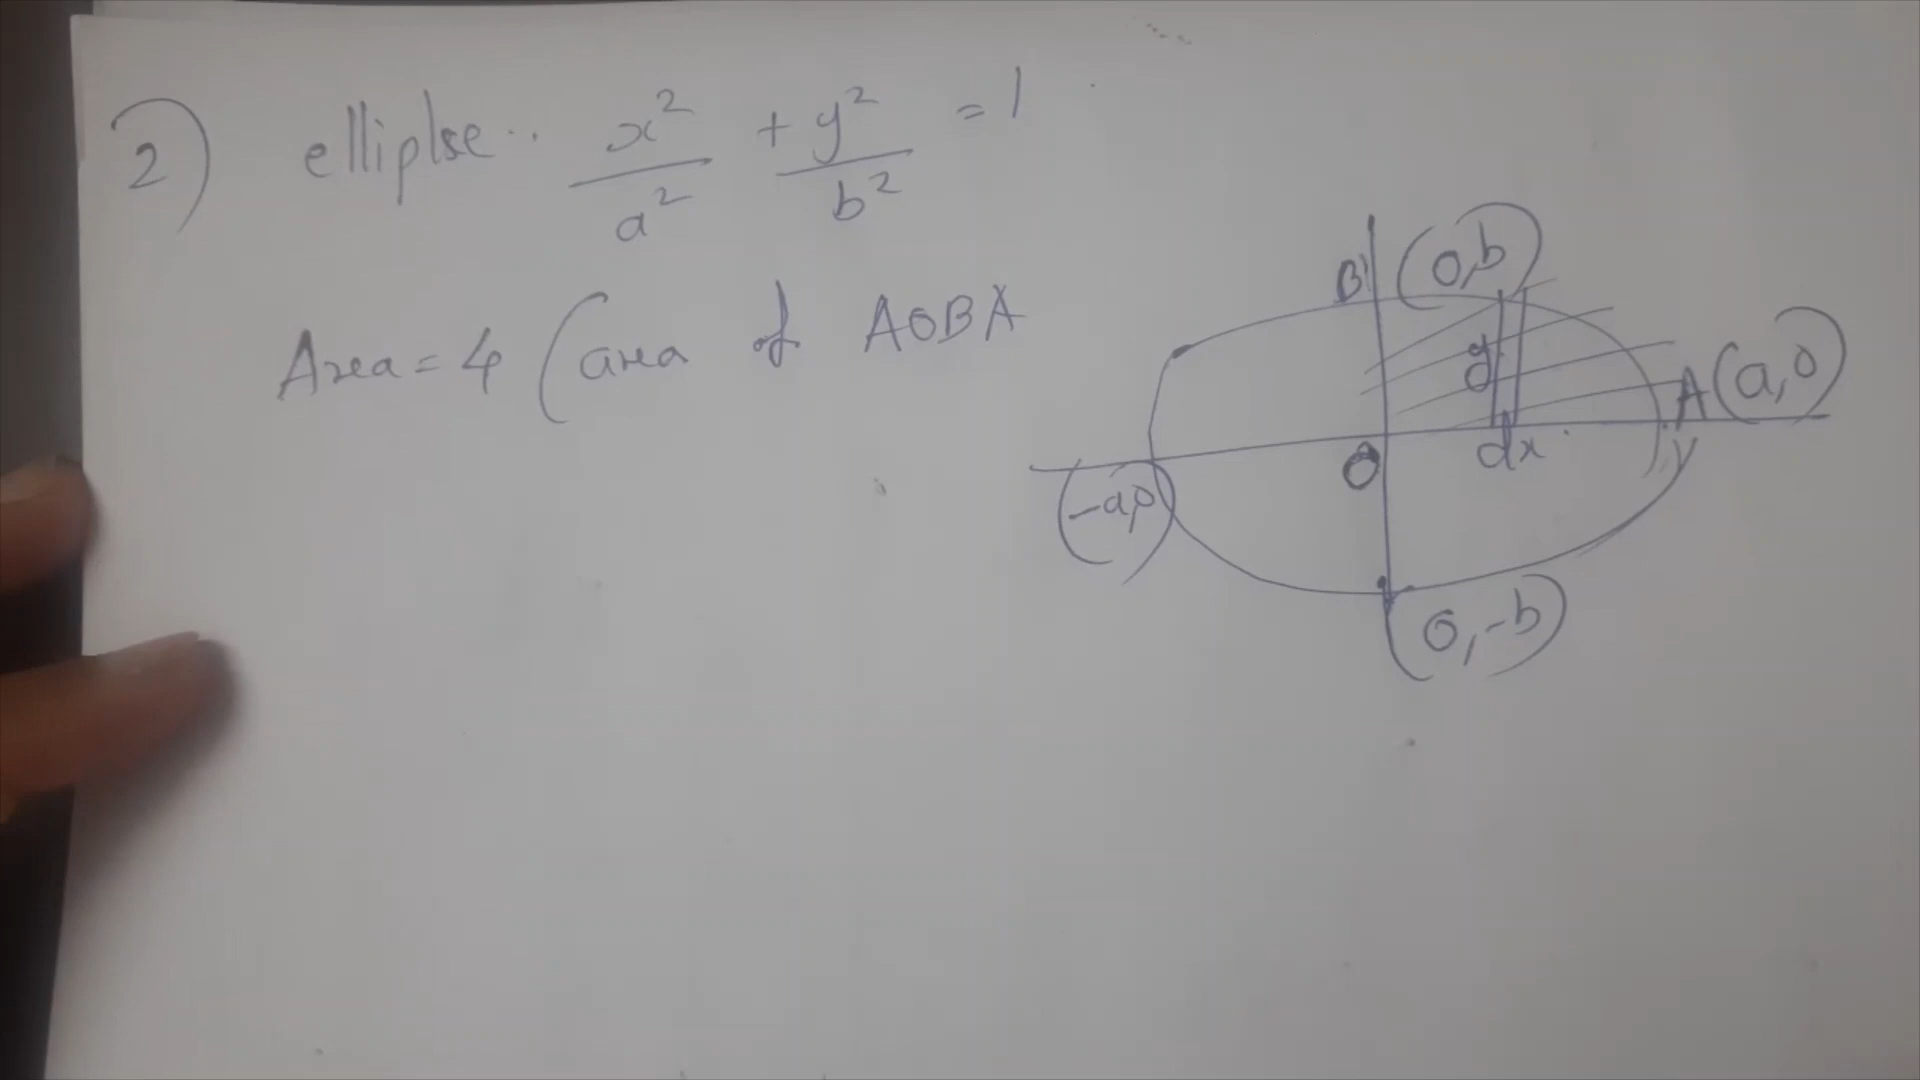 2) elliplse.. x²/a² + y²/b² = 1
Area = 4 (area of AOBA
B (0,b)
y
A (a,0)
O
dx
(-a,0)
(0,-b)